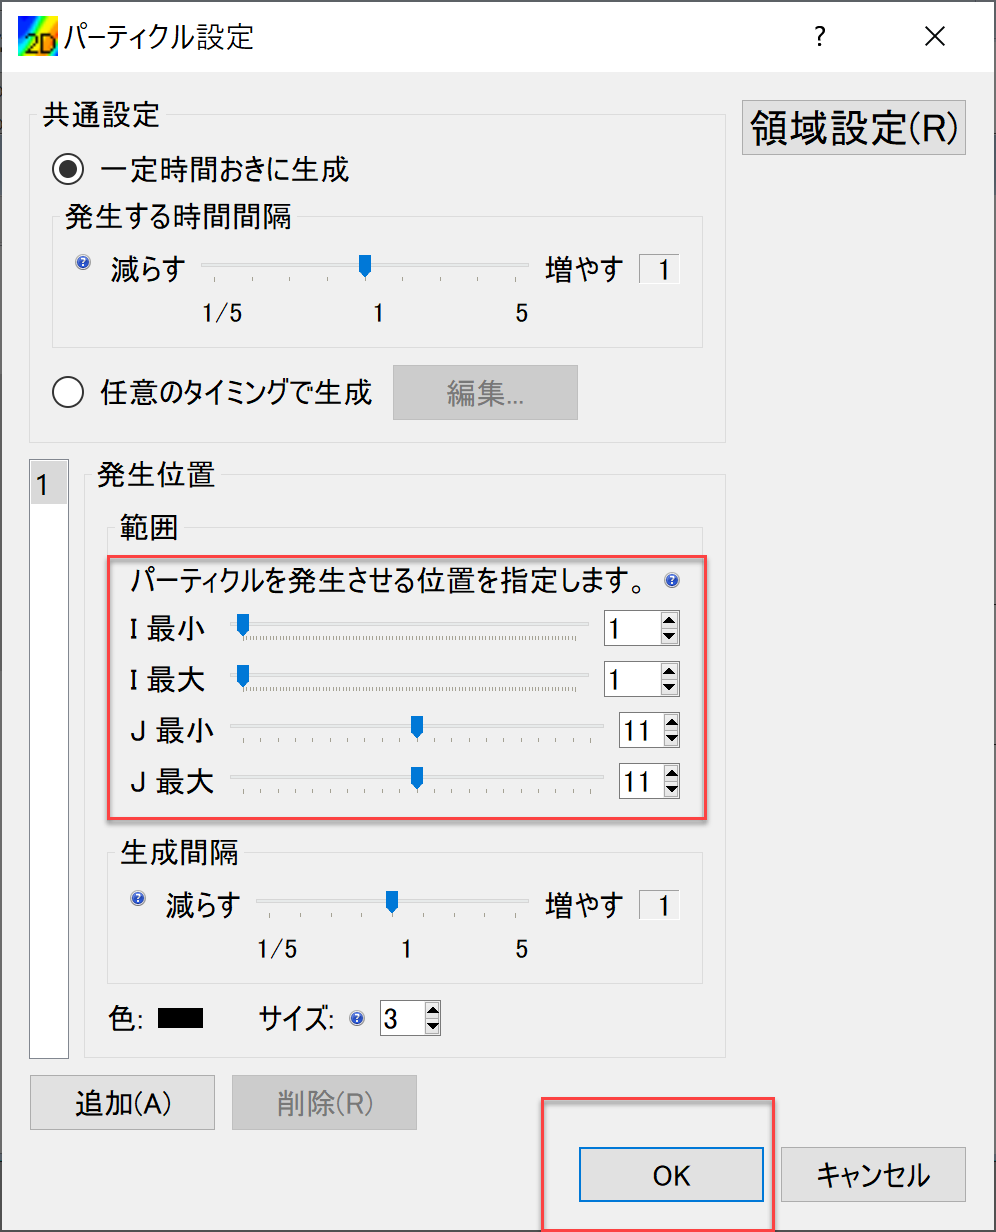 2D パーティクル設定 ?
共通設定
領域設定(R)
一定時間おきに生成
発生する時間間隔
? 減らす 増やす 1
1/5 1 5
任意のタイミングで生成 編集...
1
発生位置
範囲
パーティクルを発生させる位置を指定します。 ?
I 最小 1
I 最大 1
J 最小 11
J 最大 11
生成間隔
? 減らす 増やす 1
1/5 1 5
色: サイズ: ? 3
追加(A) 削除(R)
OK キャンセル